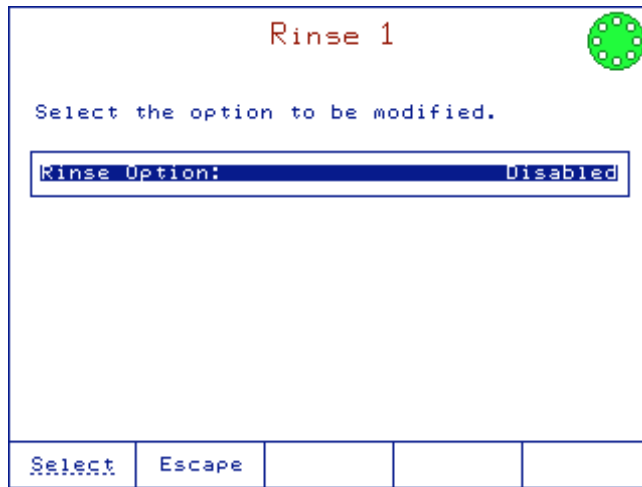 Rinse 1
Select the option to be modified.
Rinse Option: Disabled
Select Escape